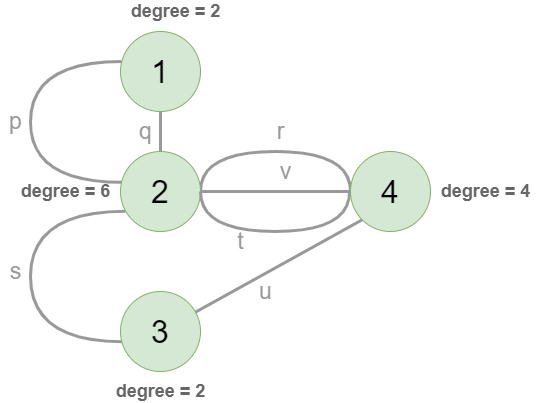 degree = 2
1
p
q
r
v
degree = 6
2
4
degree = 4
t
s
u
3
degree = 2